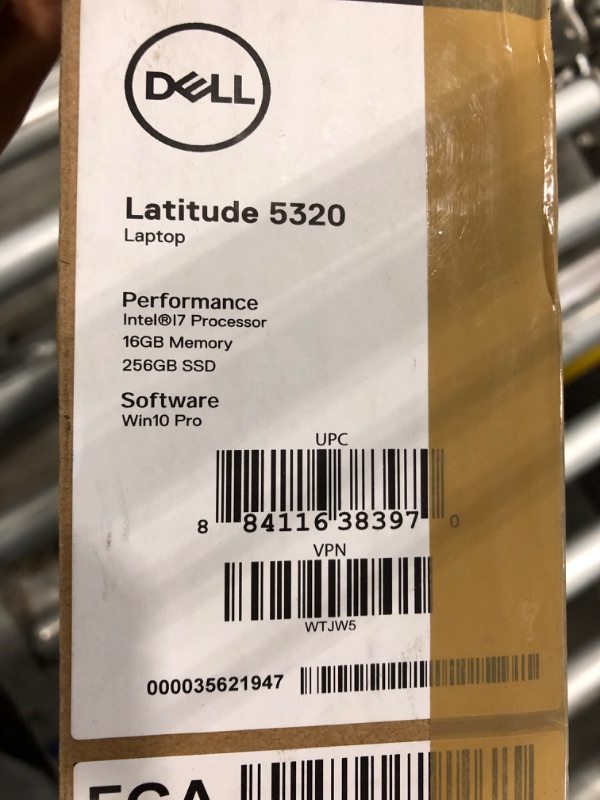 DELL
Latitude 5320
Laptop
Performance
Intel®I7 Processor
16GB Memory
256GB SSD
Software
Win10 Pro
UPC
8 84116 38397 0
VPN
WTJW5
000035621947